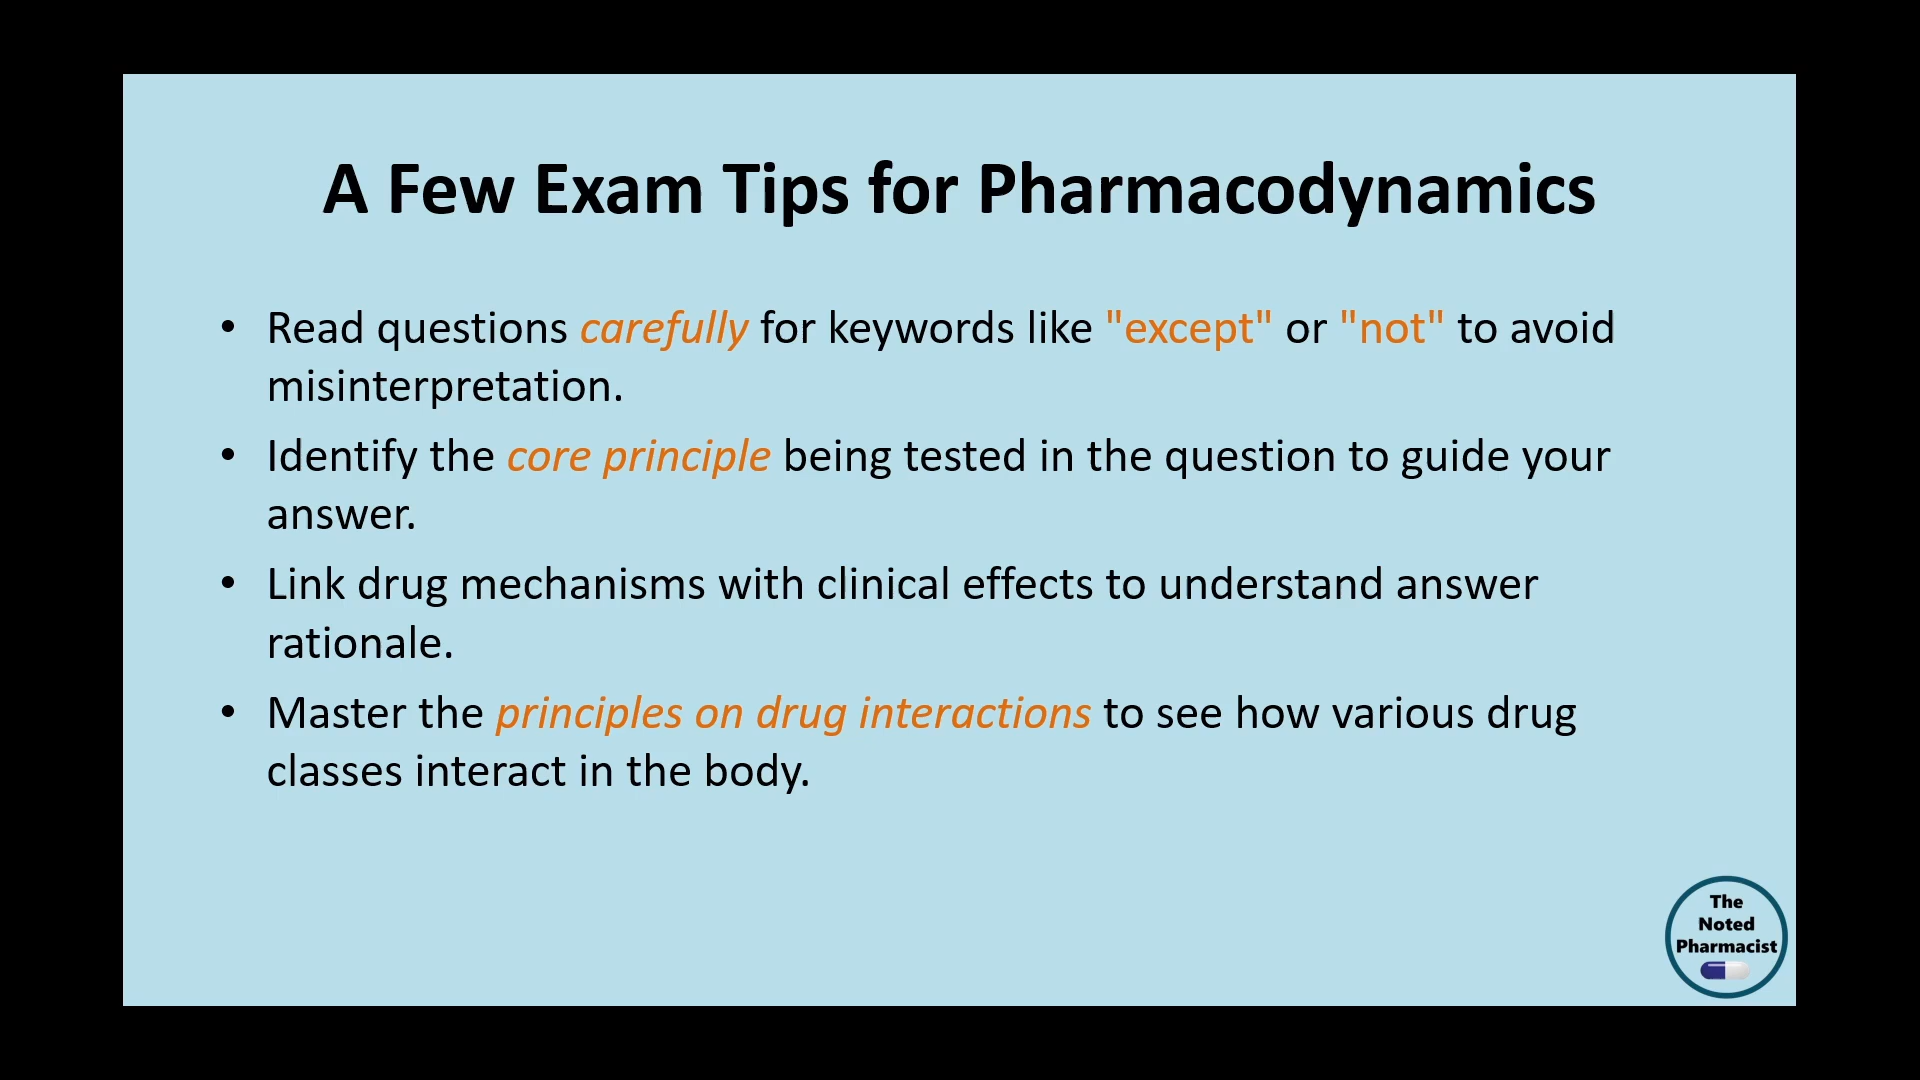 A Few Exam Tips for Pharmacodynamics
• Read questions carefully for keywords like "except" or "not" to avoid
misinterpretation.
• Identify the core principle being tested in the question to guide your
answer.
• Link drug mechanisms with clinical effects to understand answer
rationale.
• Master the principles on drug interactions to see how various drug
classes interact in the body.
The
Noted
Pharmacist